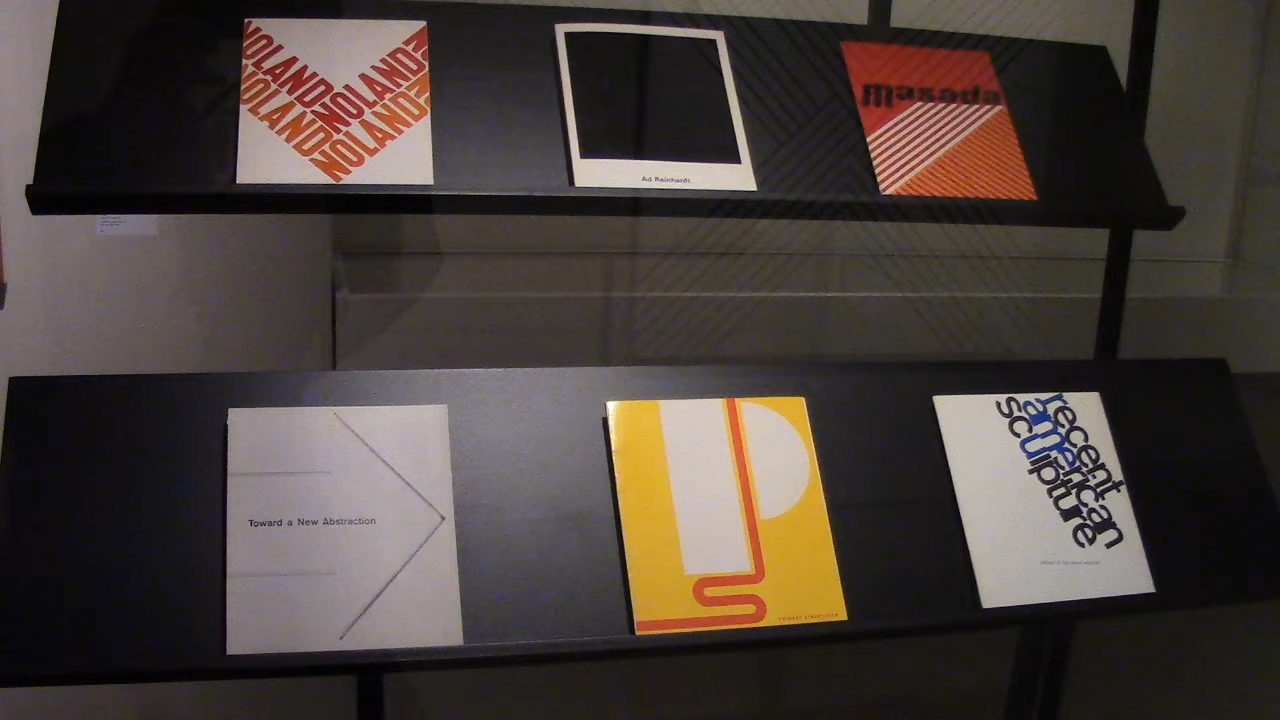 NOLAND NOLAND
NOLAND NOLAND
Ad Reinhardt
masada
Toward a New Abstraction
recent
american
sculpture